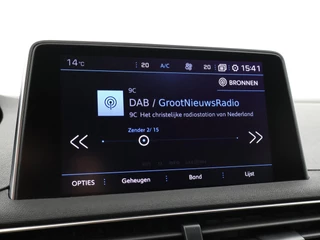 14°C 20 A/C 20 15:41
BRONNEN
9C
DAB / GrootNieuwsRadio
9C Het christelijke radiostation van Nederland
Zender 2/ 15
OPTIES Geheugen Band Lijst